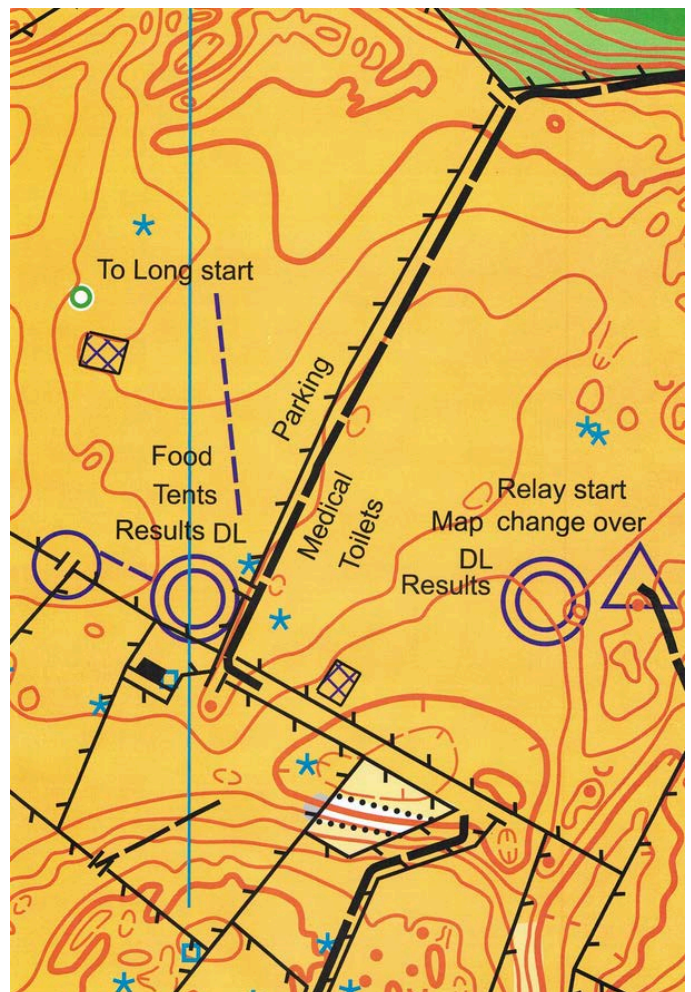 To Long start
Parking
Food
Tents
Results DL
Medical
Toilets
Relay start
Map change over
DL
Results